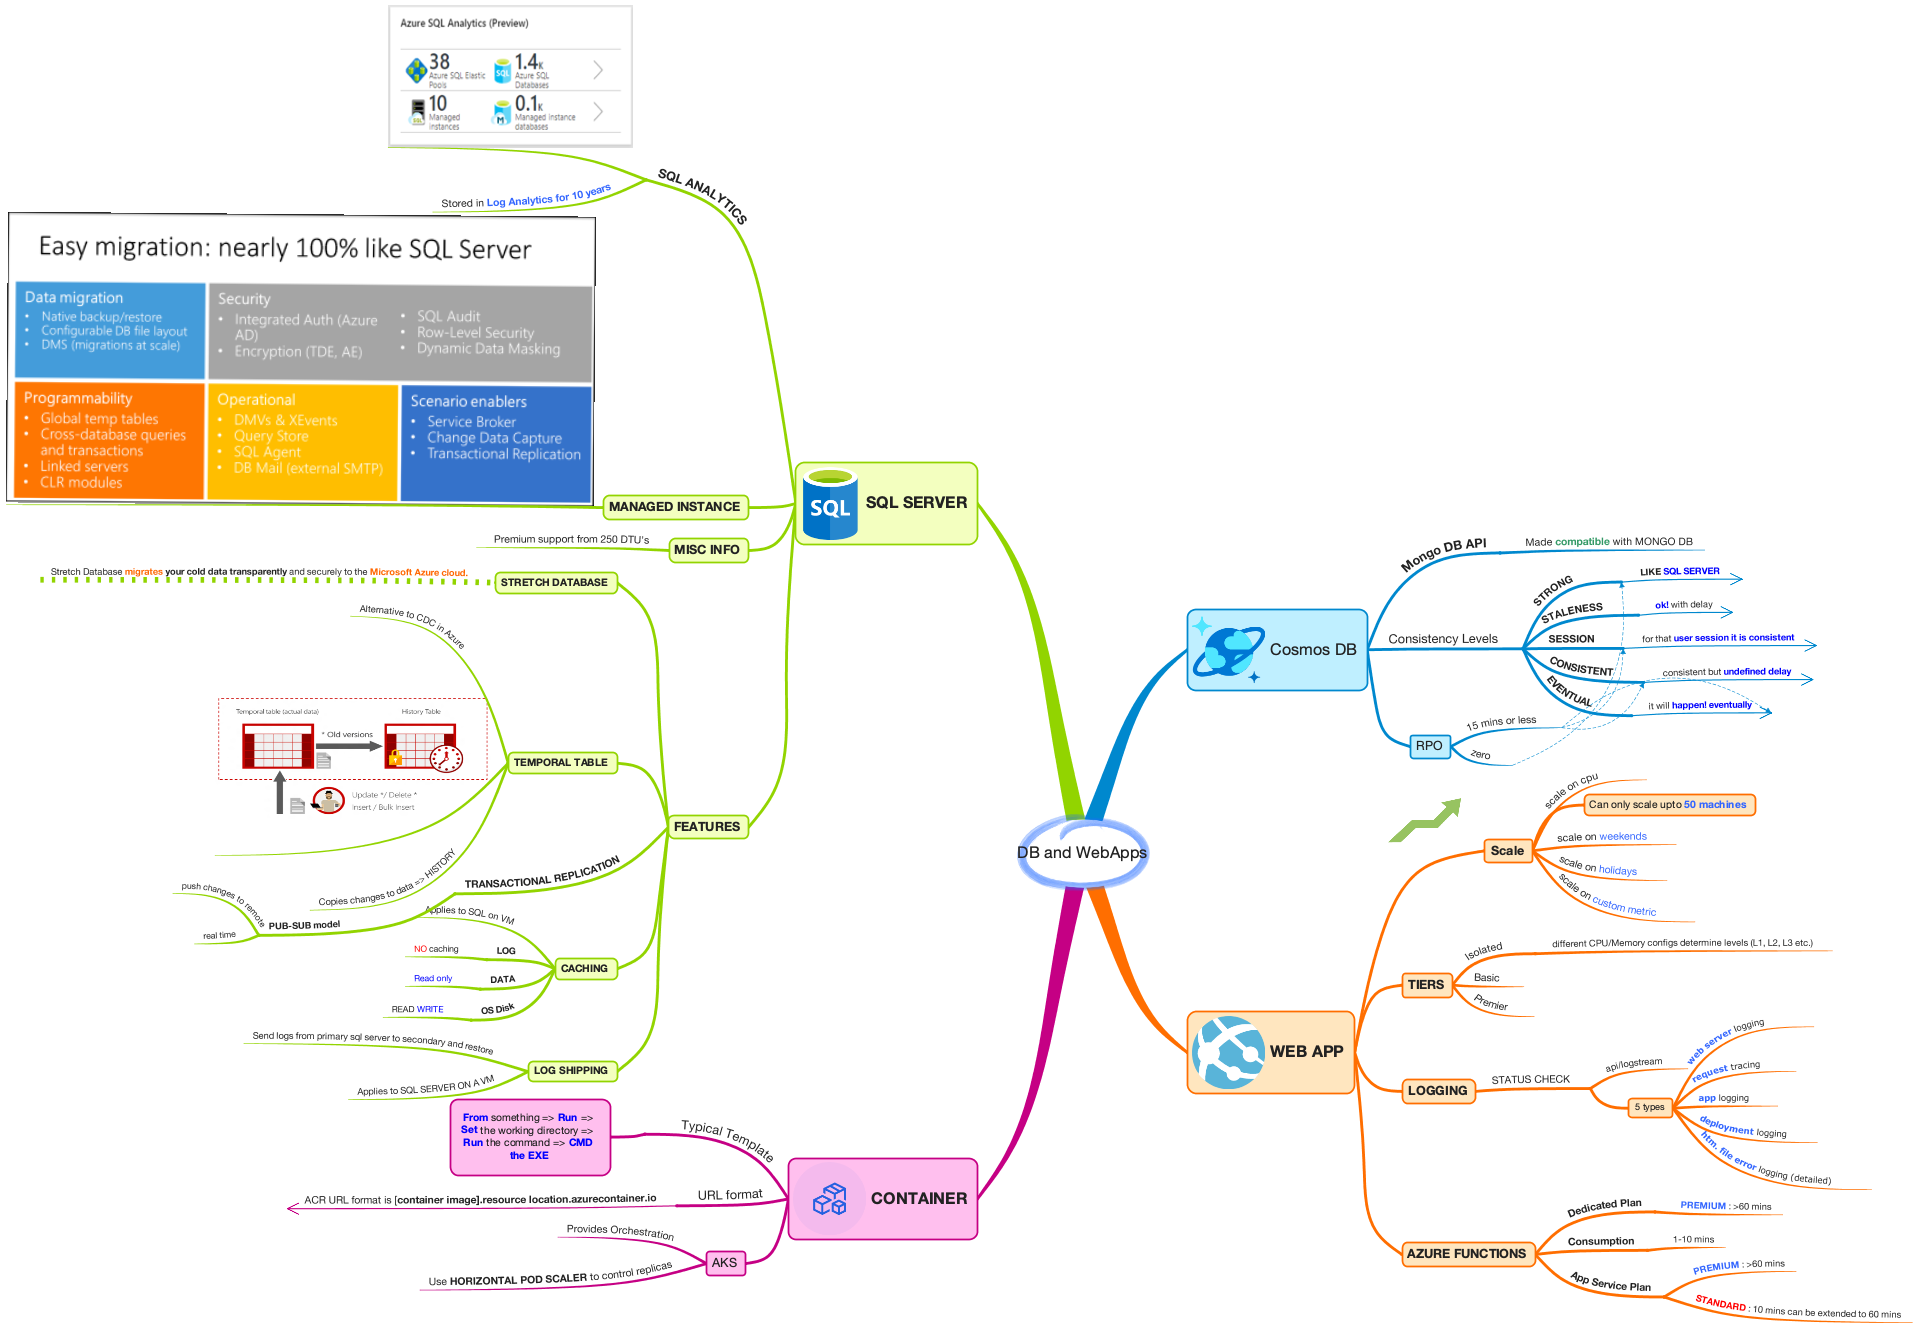 Azure SQL Analytics (Preview)
38
Azure SQL Elastic
Pools
1.4K
Azure SQL
Databases
10
Managed
instances
0.1K
Managed instance
databases
SQL ANALYTICS
Stored in Log Analytics for 10 years
Easy migration: nearly 100% like SQL Server
Data migration
• Native backup/restore
• Configurable DB file layout
• DMS (migrations at scale)
Security
• Integrated Auth (Azure
AD)
• Encryption (TDE, AE)
• SQL Audit
• Row-Level Security
• Dynamic Data Masking
Programmability
• Global temp tables
• Cross-database queries
and transactions
• Linked servers
• CLR modules
Operational
• DMVs & XEvents
• Query Store
• SQL Agent
• DB Mail (external SMTP)
Scenario enablers
• Service Broker
• Change Data Capture
• Transactional Replication
SQL
SQL SERVER
MANAGED INSTANCE
Premium support from 250 DTU's
MISC INFO
Stretch Database migrates your cold data transparently and securely to the Microsoft Azure cloud.
STRETCH DATABASE
Alternative to CDC in Azure
Temporal table (actual data)
History Table
* Old versions
Update */ Delete *
Insert / Bulk Insert
TEMPORAL TABLE
Copies changes to data => HISTORY
FEATURES
TRANSACTIONAL REPLICATION
push changes to remote
real time
PUB-SUB model
Applies to SQL on VM
NO caching
LOG
Read only
DATA
READ WRITE
OS Disk
CACHING
Send logs from primary sql server to secondary and restore
Applies to SQL SERVER ON A VM
LOG SHIPPING
DB and WebApps
From something => Run =>
Set the working directory =>
Run the command => CMD
the EXE
Typical Template
ACR URL format is [container image].resource location.azurecontainer.io
URL format
CONTAINER
Provides Orchestration
Use HORIZONTAL POD SCALER to control replicas
AKS
Cosmos DB
Mongo DB API
Made compatible with MONGO DB
Consistency Levels
STRONG
LIKE SQL SERVER
STALENESS
ok! with delay
SESSION
for that user session it is consistent
CONSISTENT
consistent but undefined delay
EVENTUAL
it will happen! eventually
RPO
15 mins or less
zero
Scale
scale on cpu
Can only scale upto 50 machines
scale on weekends
scale on holidays
scale on custom metric
TIERS
Isolated
different CPU/Memory configs determine levels (L1, L2, L3 etc.)
Basic
Premier
WEB APP
LOGGING
STATUS CHECK
api/logstream
5 types
web server logging
request tracing
app logging
deployment logging
htm. file error logging (detailed)
AZURE FUNCTIONS
Dedicated Plan
PREMIUM : >60 mins
Consumption
1-10 mins
App Service Plan
PREMIUM : >60 mins
STANDARD : 10 mins can be extended to 60 mins